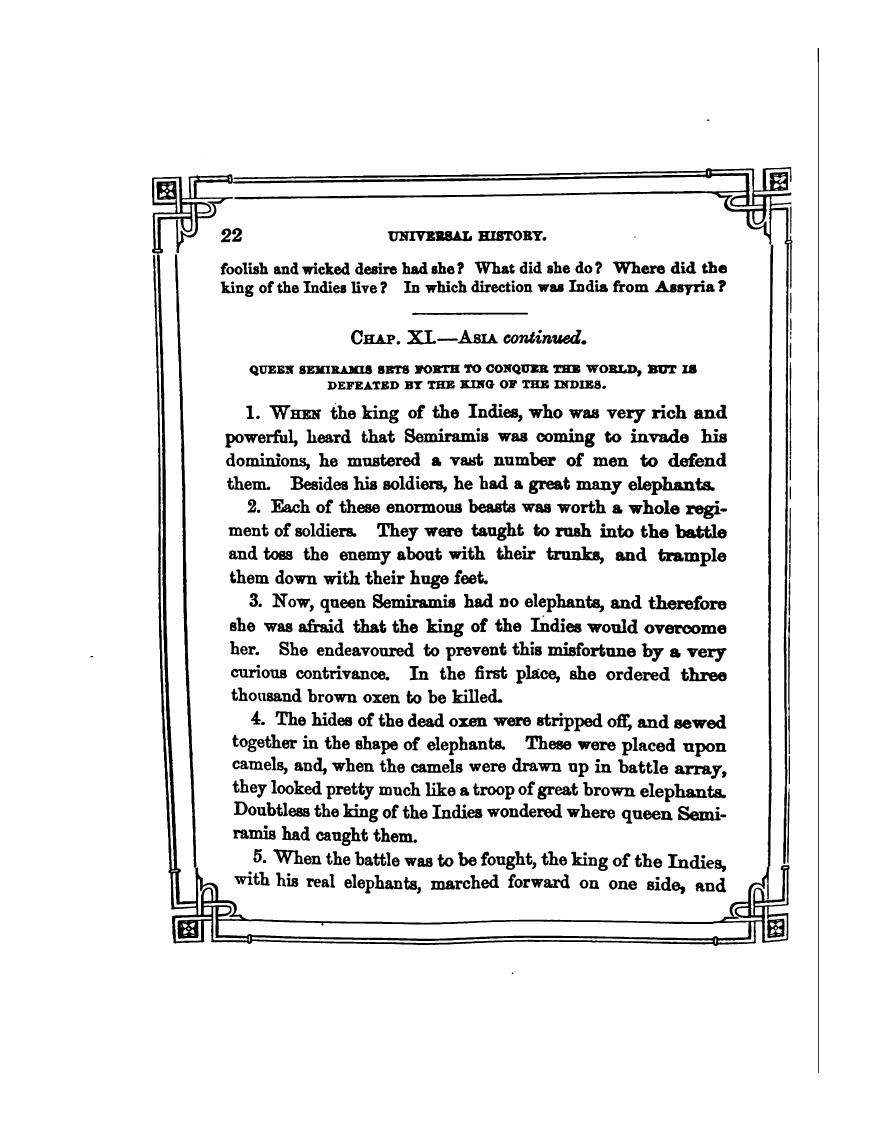 22 UNIVERSAL HISTORY.
foolish and wicked desire had she? What did she do? Where did the
king of the Indies live? In which direction was India from Assyria?
CHAP. XI.—ASIA continued.
QUEEN SEMIRAMIS SETS FORTH TO CONQUER THE WORLD, BUT IS
DEFEATED BY THE KING OF THE INDIES.
1. WHEN the king of the Indies, who was very rich and
powerful, heard that Semiramis was coming to invade his
dominions, he mustered a vast number of men to defend
them. Besides his soldiers, he had a great many elephants.
2. Each of these enormous beasts was worth a whole regi-
ment of soldiers. They were taught to rush into the battle
and toss the enemy about with their trunks, and trample
them down with their huge feet.
3. Now, queen Semiramis had no elephants, and therefore
she was afraid that the king of the Indies would overcome
her. She endeavoured to prevent this misfortune by a very
curious contrivance. In the first place, she ordered three
thousand brown oxen to be killed.
4. The hides of the dead oxen were stripped off, and sewed
together in the shape of elephants. These were placed upon
camels, and, when the camels were drawn up in battle array,
they looked pretty much like a troop of great brown elephants.
Doubtless the king of the Indies wondered where queen Semi-
ramis had caught them.
5. When the battle was to be fought, the king of the Indies,
with his real elephants, marched forward on one side, and